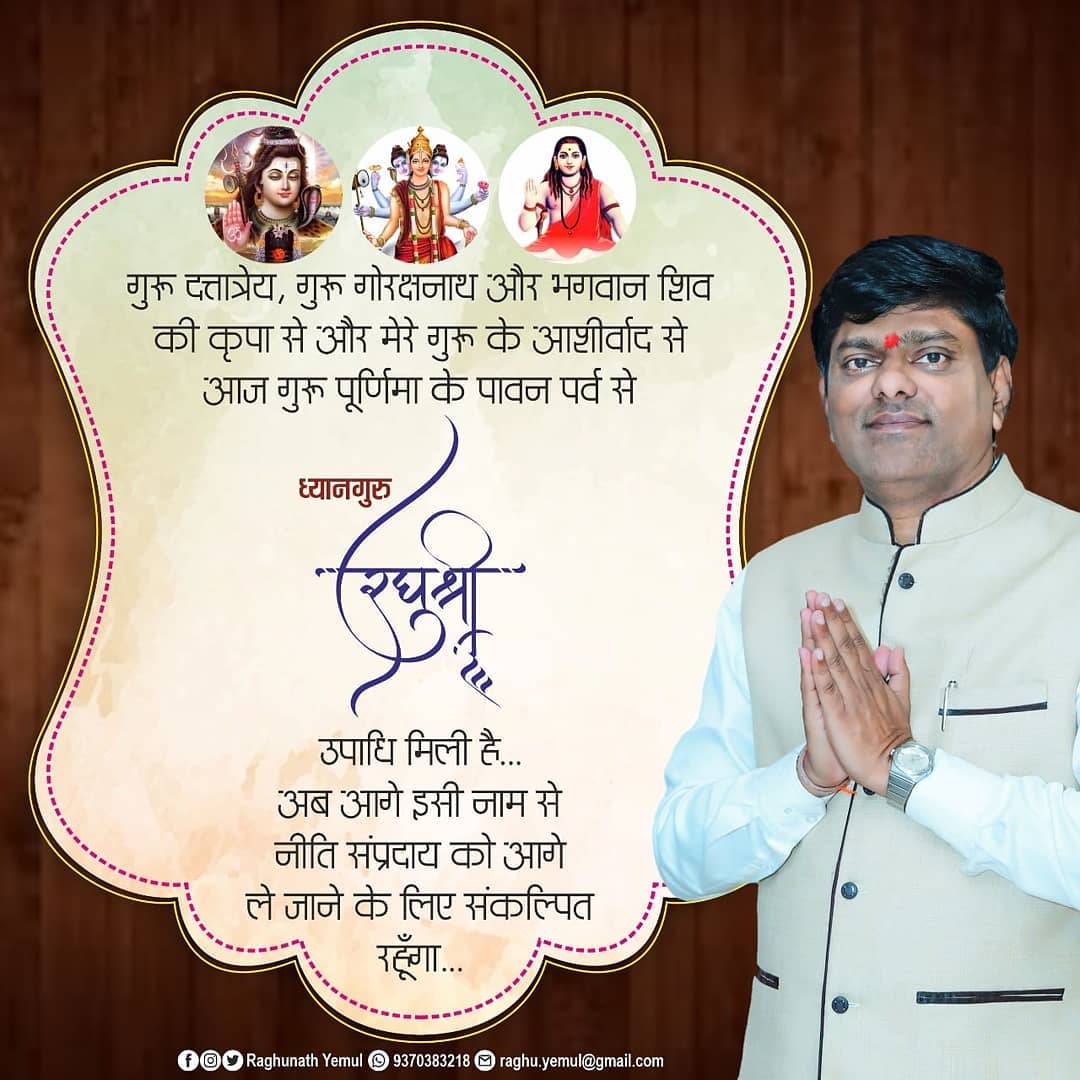 गुरू दत्तात्रेय, गुरू गोरक्षनाथ और भगवान शिव
की कृपा से और मेरे गुरू के आशीर्वाद से
आज गुरू पूर्णिमा के पावन पर्व से
ध्यानगुरु
रघुश्री
उपाधि मिली है...
अब आगे इसी नाम से
नीति संप्रदाय को आगे
ले जाने के लिए संकल्पित
रहूँगा...
Raghunath Yemul 9370383218 raghu.yemul@gmail.com